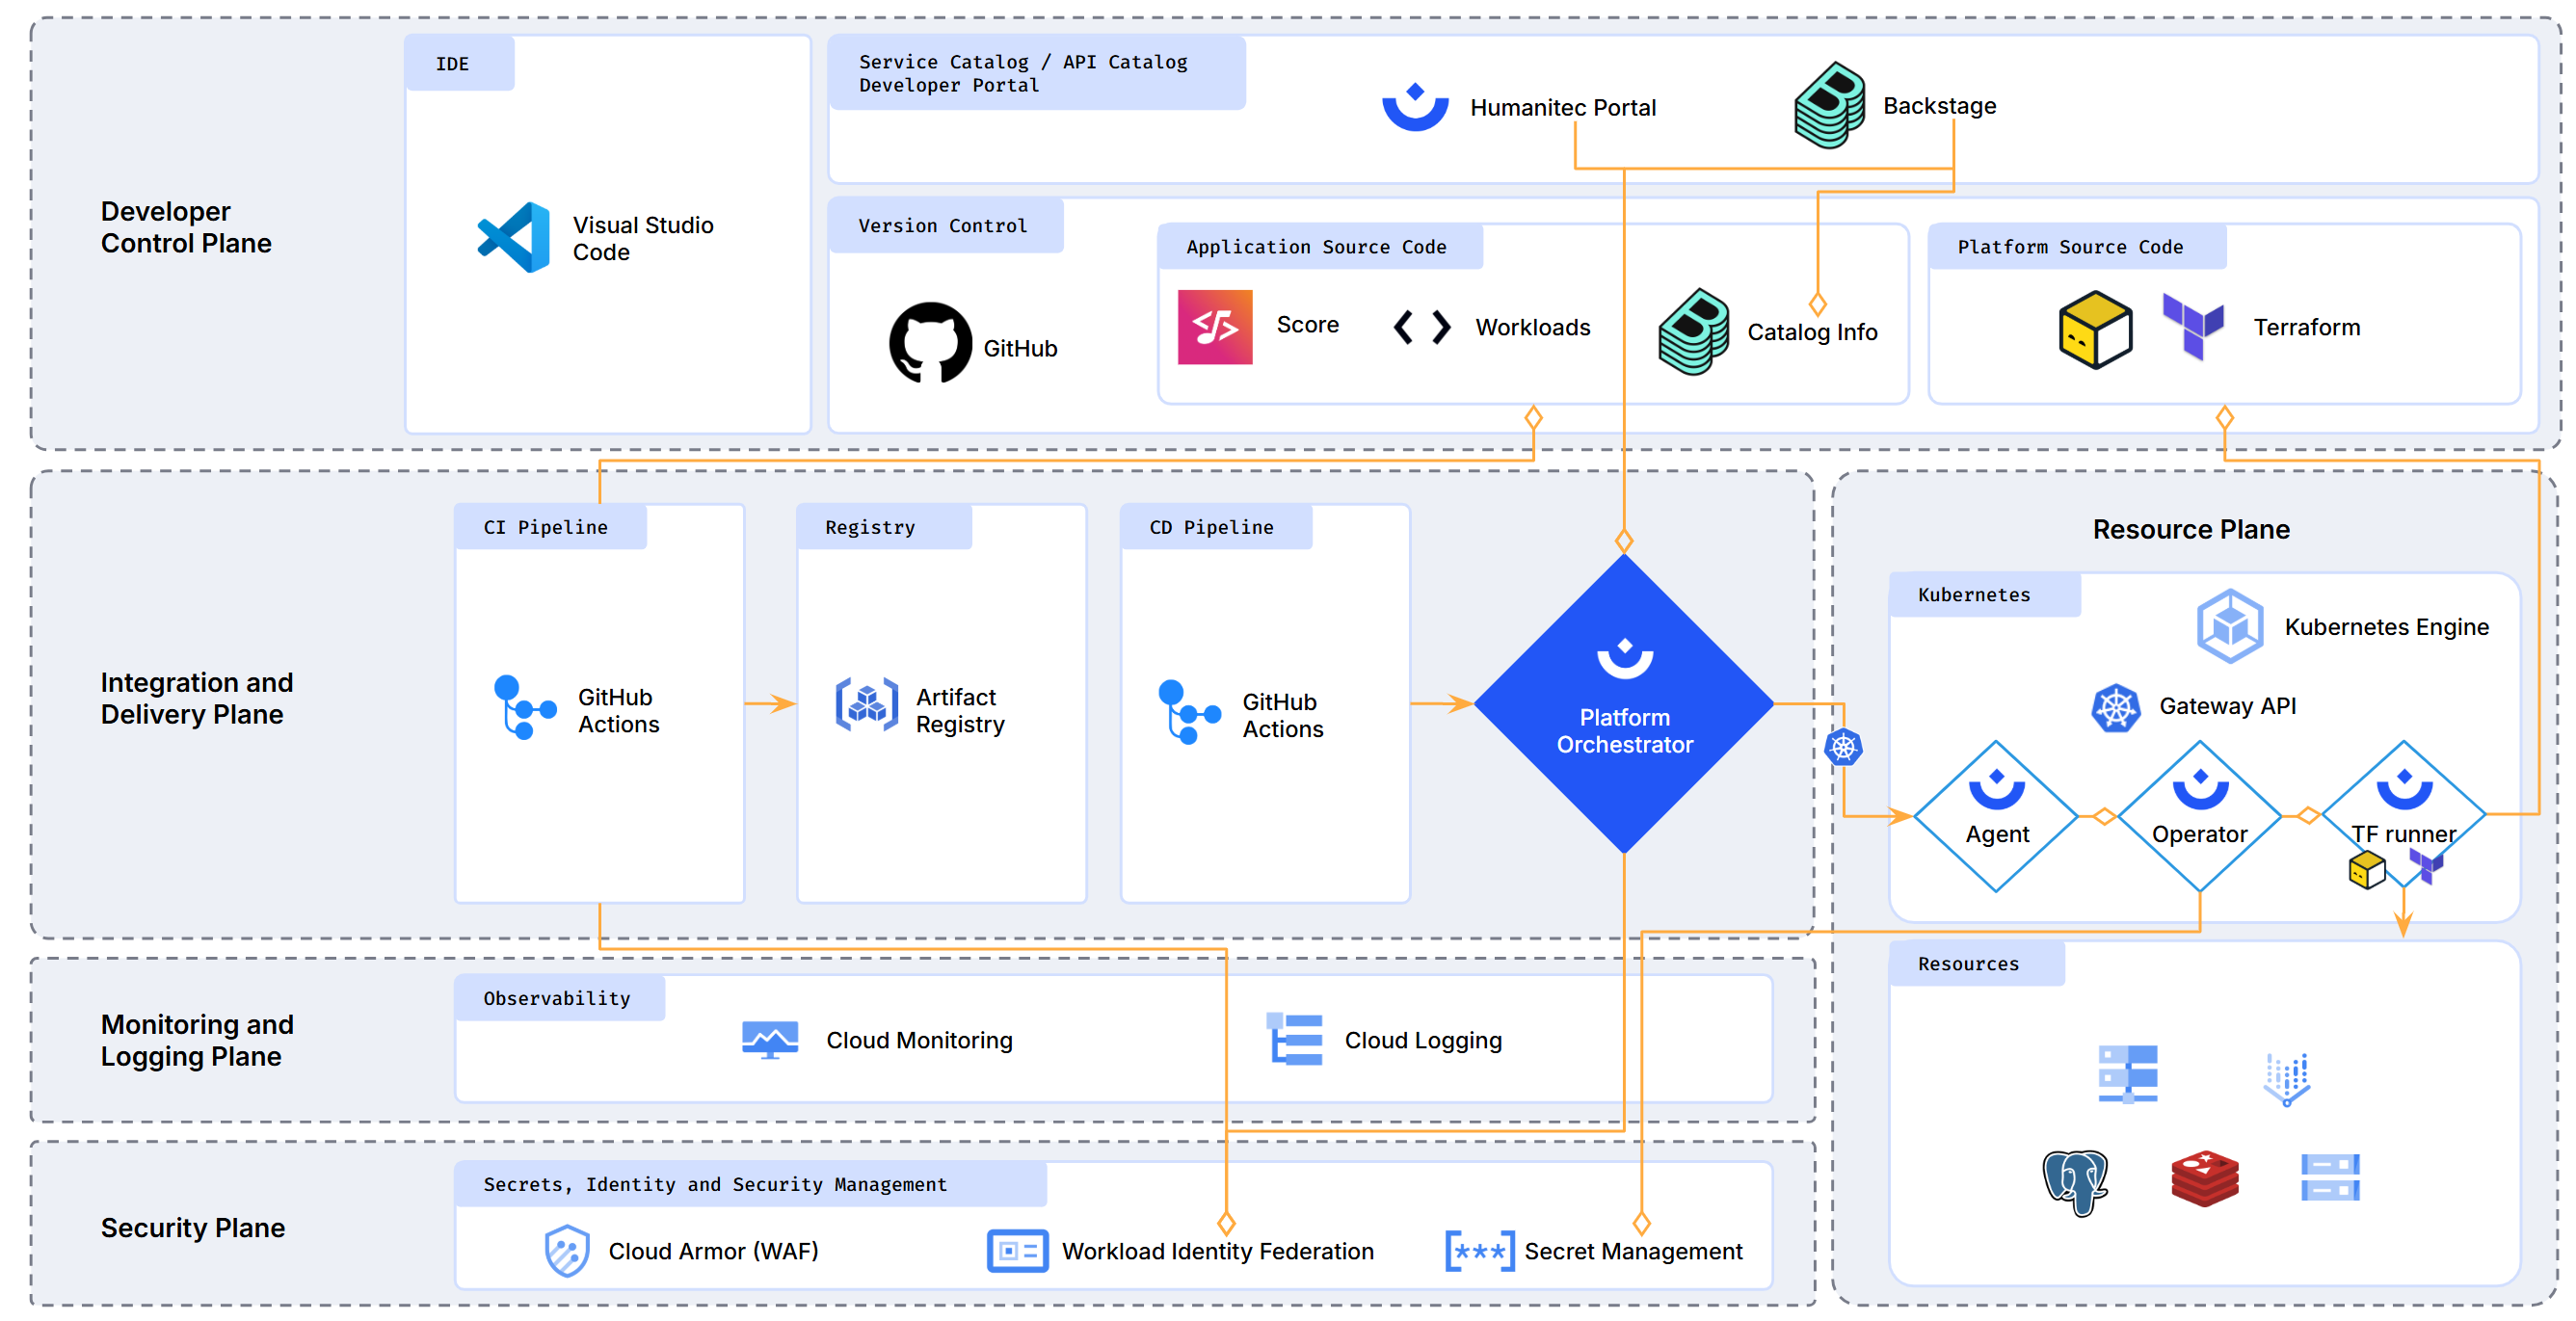 Developer
Control Plane
IDE
Visual Studio
Code
Service Catalog / API Catalog
Developer Portal
Humanitec Portal
Backstage
Version Control
GitHub
Application Source Code
Score
Workloads
Catalog Info
Platform Source Code
Terraform
Integration and
Delivery Plane
CI Pipeline
GitHub
Actions
Registry
Artifact
Registry
CD Pipeline
GitHub
Actions
Platform
Orchestrator
Resource Plane
Kubernetes
Kubernetes Engine
Gateway API
Agent
Operator
TF runner
Resources
Monitoring and
Logging Plane
Observability
Cloud Monitoring
Cloud Logging
Security Plane
Secrets, Identity and Security Management
Cloud Armor (WAF)
Workload Identity Federation
[***] Secret Management